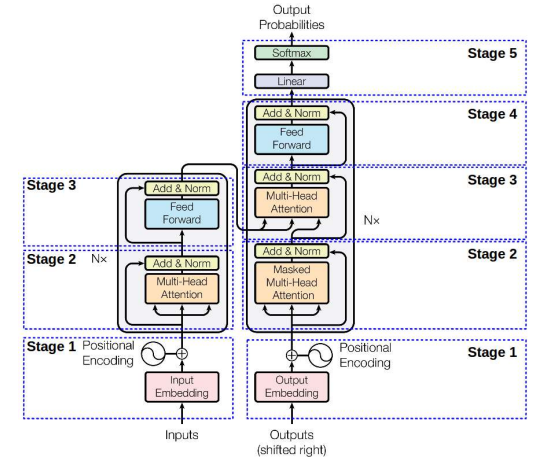 Output
Probabilities
Softmax
Stage 5
Linear
Add & Norm
Stage 4
Feed
Forward
Stage 3
Add & Norm
Multi-Head
Attention
N×
Add & Norm
Stage 2
Masked
Multi-Head
Attention
Positional
Encoding
Stage 1
Output
Embedding
Outputs
(shifted right)
Stage 3
Add & Norm
Feed
Forward
Stage 2
N×
Add & Norm
Multi-Head
Attention
Stage 1
Positional
Encoding
Input
Embedding
Inputs